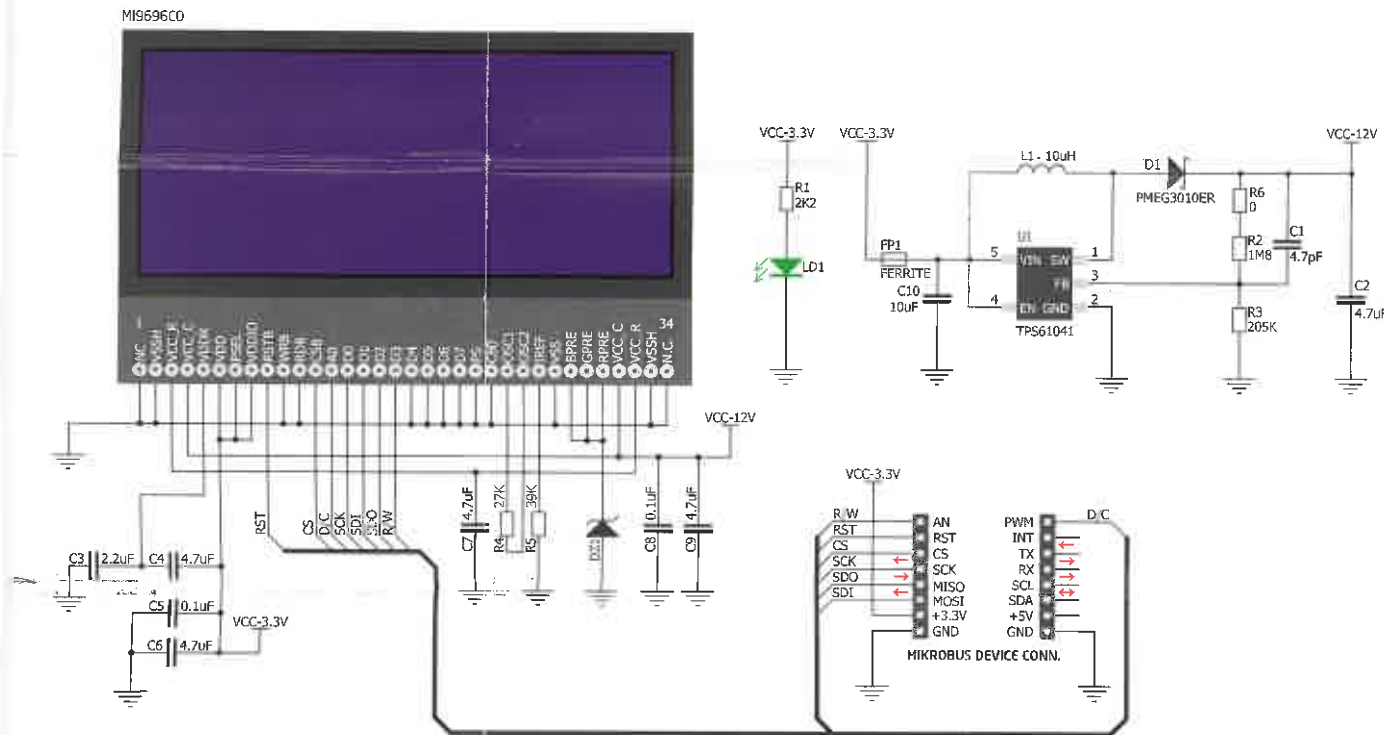 MI9696CO
1
34
NC
VSSH
VCC_R
VCC_C
VDDR
VDD
PSEL
VDDIO
RSTB
WRB
RDB
CSB
A0
D0
D1
D2
D3
D4
D5
D6
D7
PS
CPU
OSC1
OSC2
IREF
VSS
BPRE
GPRE
RPRE
VCC_C
VCC_R
VSSH
N.C.
VCC-12V
RST
CS
D/C
SCK
SDI
SDO
R/W
C7
4.7uF
R4
27K
R5
39K
C8
0.1uF
C9
4.7uF
C3
2.2uF
C4
4.7uF
C5
0.1uF
C6
4.7uF
VCC-3.3V
VCC-3.3V
R1
2K2
LD1
VCC-3.3V
VCC-12V
L1 - 10uH
D1
PMEG3010ER
R6
0
R2
1M8
C1
4.7pF
C2
4.7uF
R3
205K
FP1
FERRITE
C10
10uF
U1
5
VIN SW
1
FB
3
4
EN GND
2
TPS61041
VCC-3.3V
R/W
RST
CS
SCK
SDO
SDI
AN
RST
CS
SCK
MISO
MOSI
+3.3V
GND
PWM
INT
TX
RX
SCL
SDA
+5V
GND
D/C
MIKROBUS DEVICE CONN.